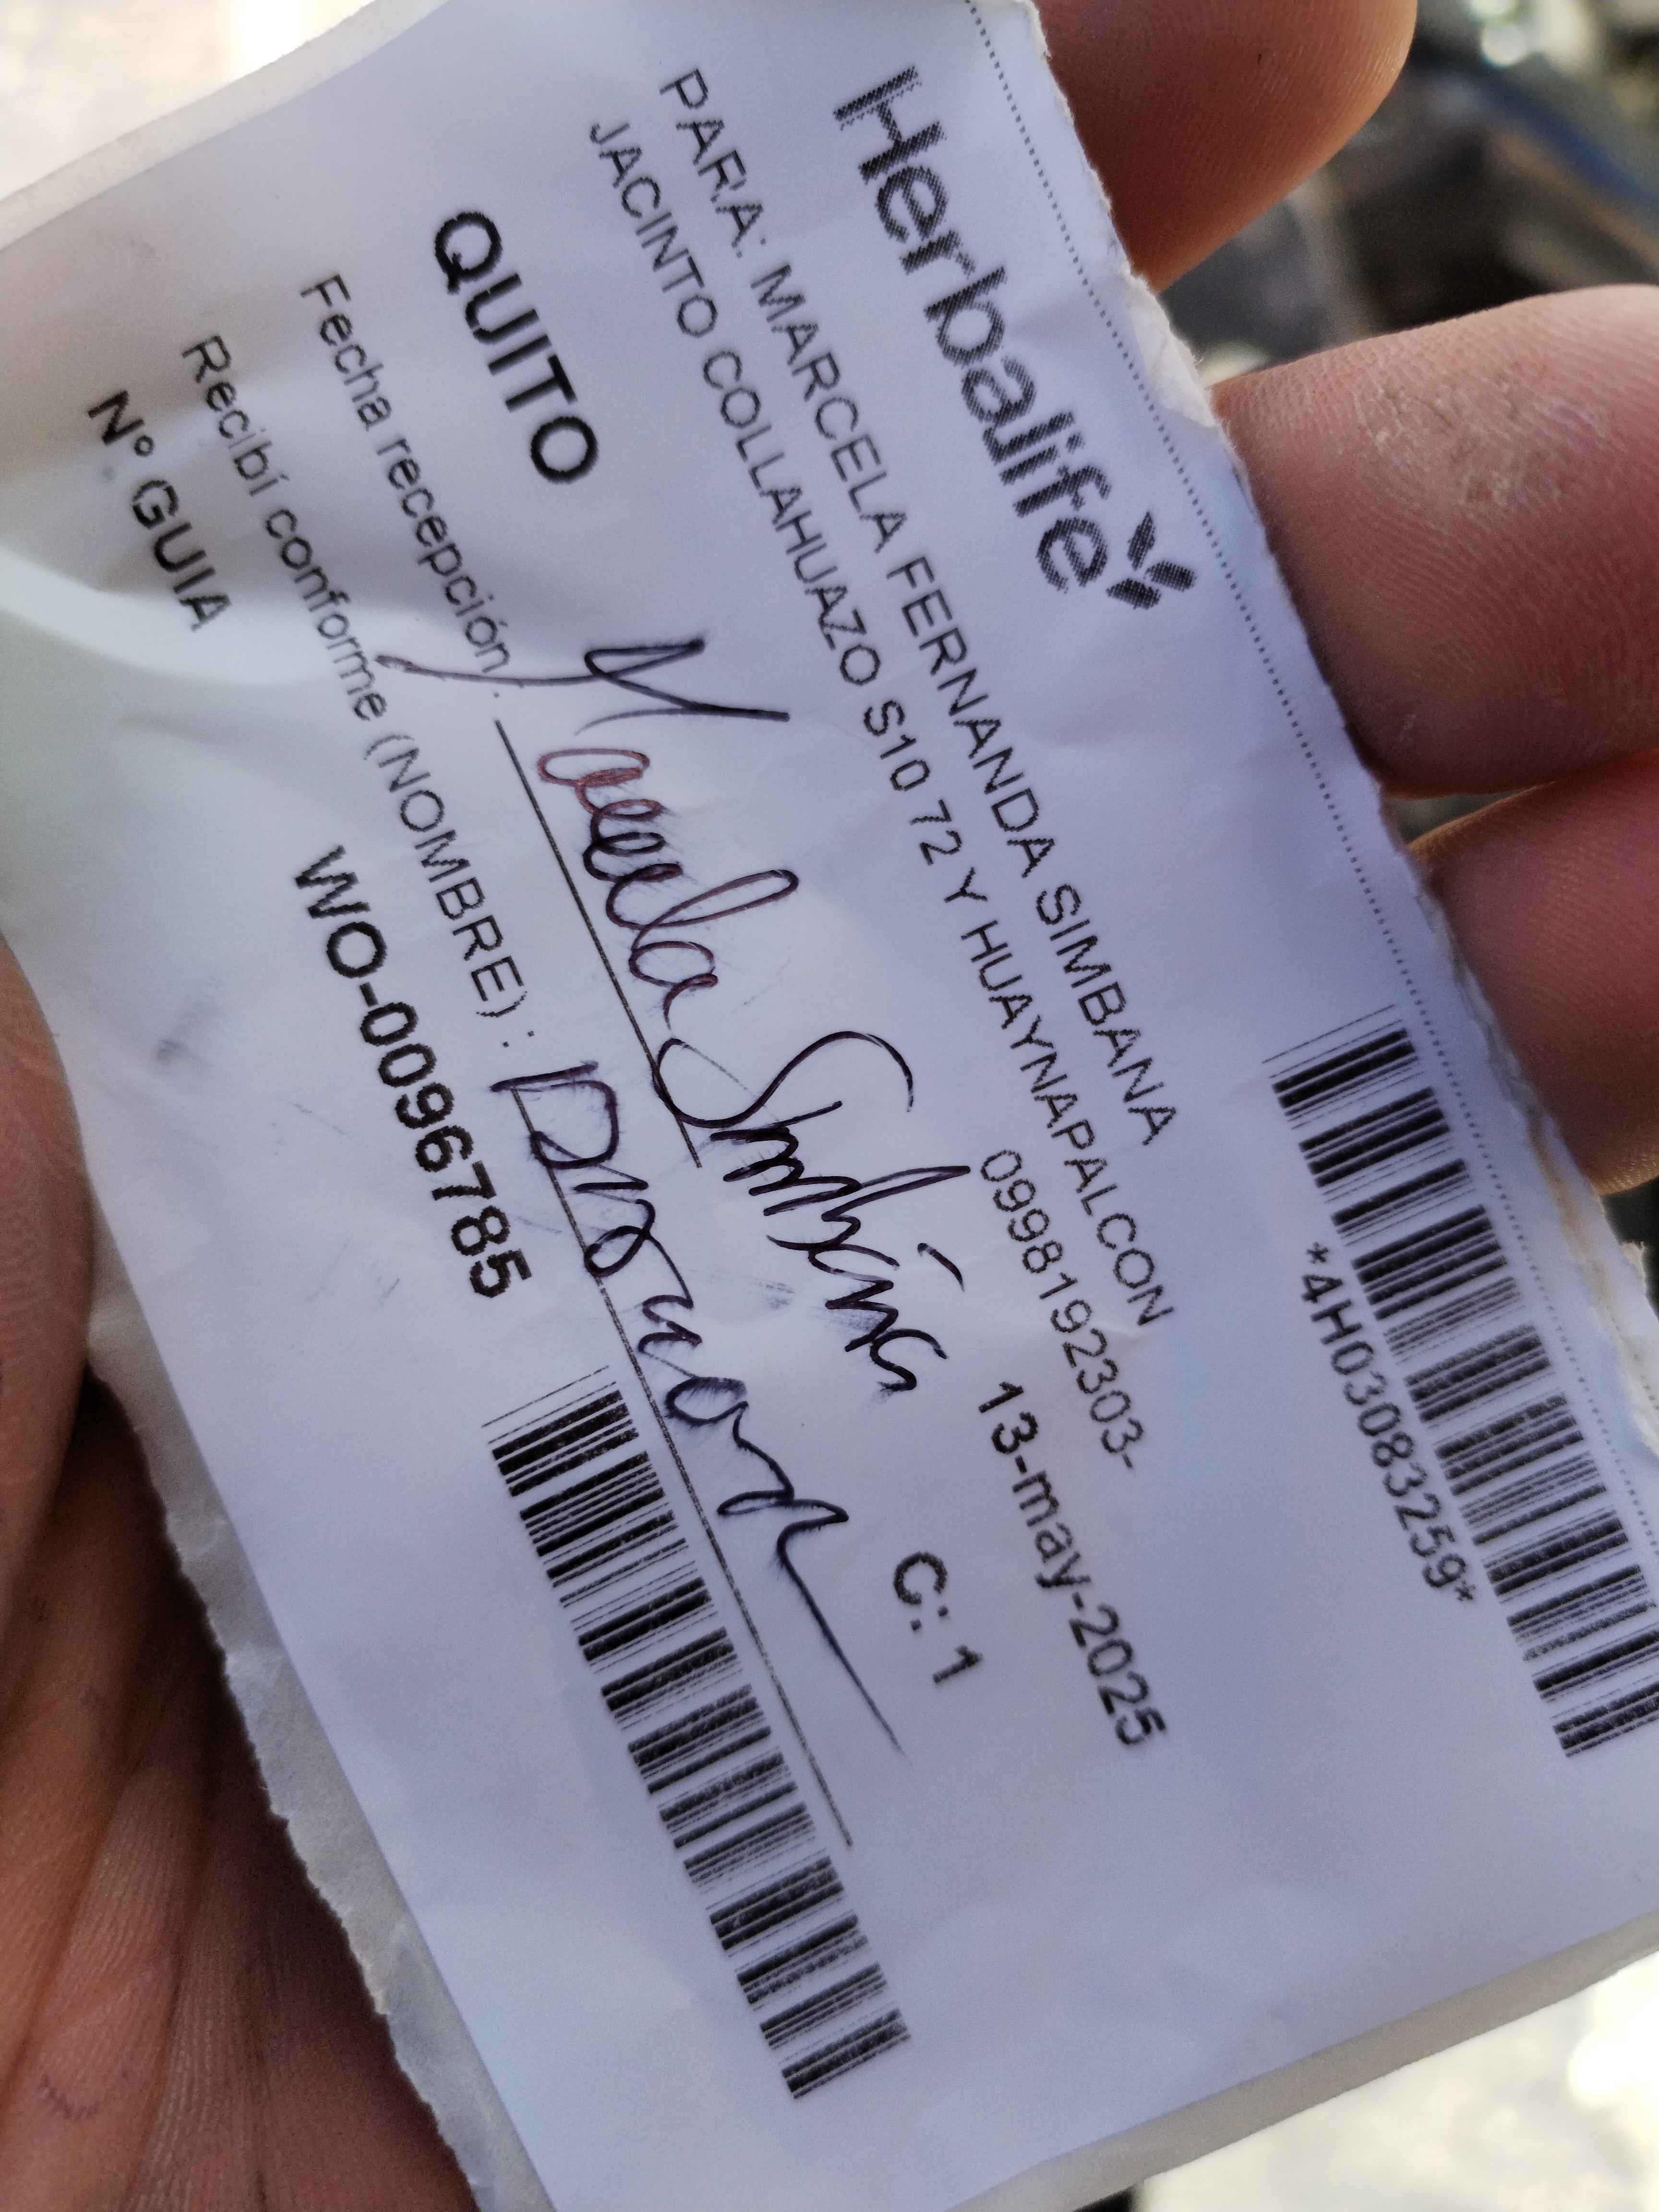 Herbalife
*4H03083259*
PARA: MARCELA FERNANDA SIMBANA
JACINTO COLLAHUAZO S10 72 Y HUAYNAPALCON
0998192303-
13-may-2025
QUITO
C: 1
Marcela Simbaña
Fecha recepción :
Recibí conforme (NOMBRE) :
Nº GUIA WO-0096785